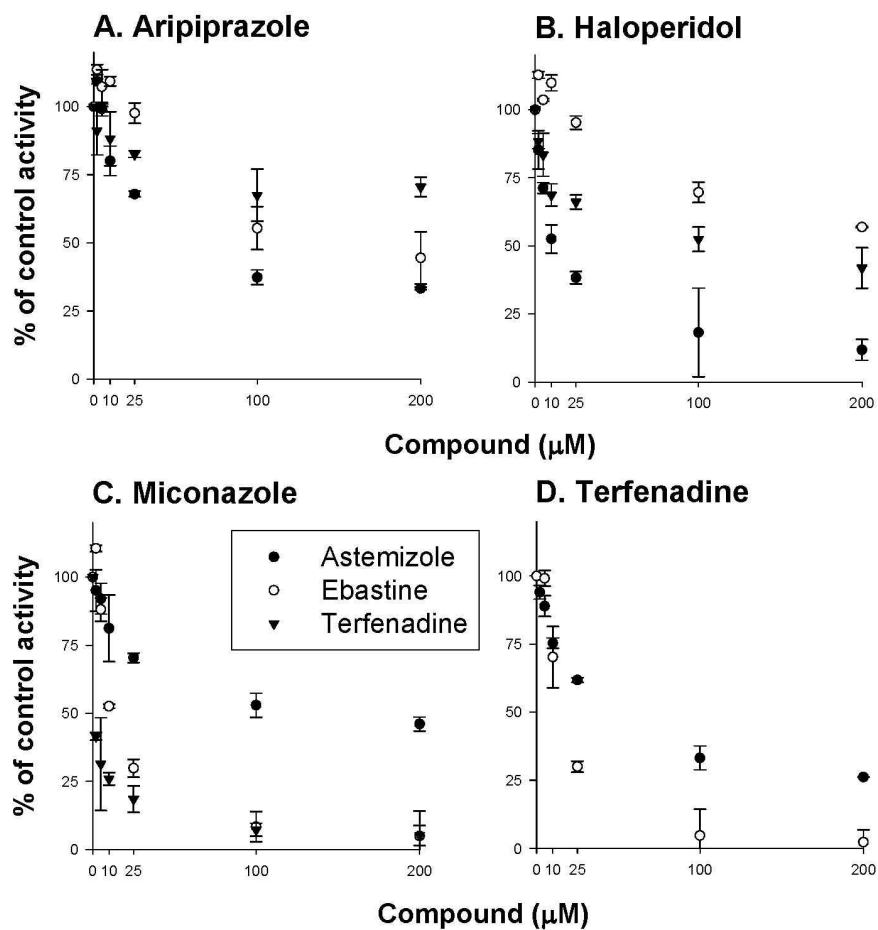 A. Aripiprazole
B. Haloperidol
% of control activity
100
75
50
25
0
0 10 25 100 200
100
75
50
25
0
0 10 25 100 200
Compound (μM)
C. Miconazole
D. Terfenadine
% of control activity
100
75
50
25
0
0 10 25 100 200
Astemizole
Ebastine
Terfenadine
100
75
50
25
0
0 10 25 100 200
Compound (μM)